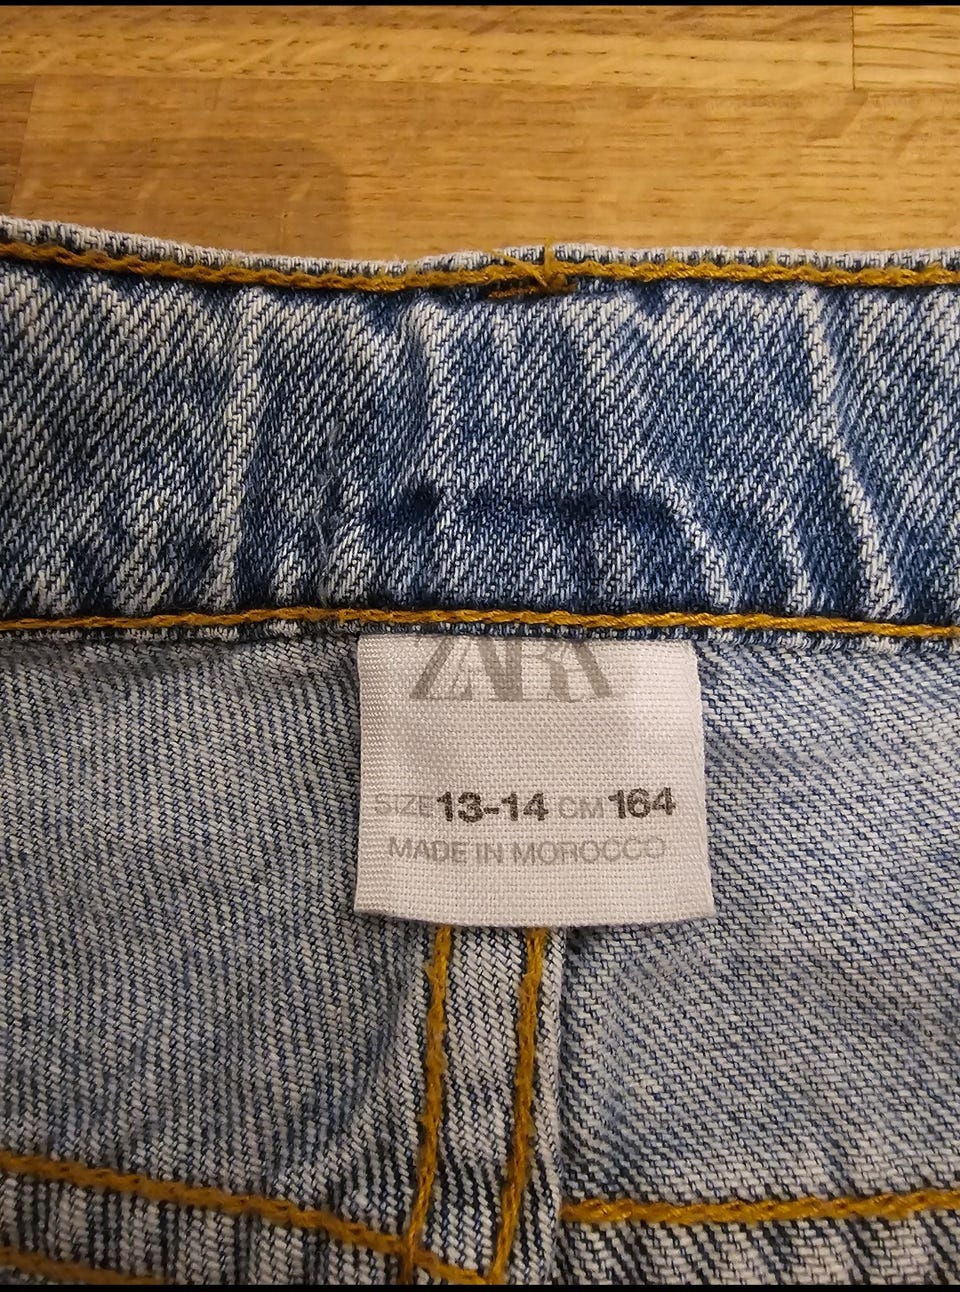 ZARA
SIZE 13-14 CM 164
MADE IN MOROCCO